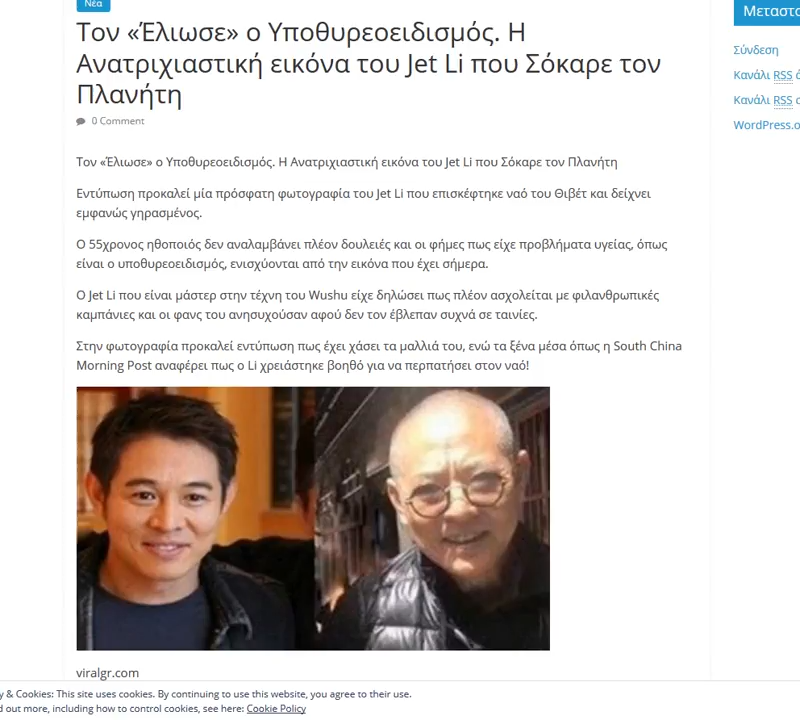 Νέα
Τον «Έλιωσε» ο Υποθυρεοειδισμός. Η
Ανατριχιαστική εικόνα του Jet Li που Σόκαρε τον
Πλανήτη
0 Comment
Τον «Έλιωσε» ο Υποθυρεοειδισμός. Η Ανατριχιαστική εικόνα του Jet Li που Σόκαρε τον Πλανήτη
Εντύπωση προκαλεί μία πρόσφατη φωτογραφία του Jet Li που επισκέφτηκε ναό του Θιβέτ και δείχνει
εμφανώς γηρασμένος.
Ο 55χρονος ηθοποιός δεν αναλαμβάνει πλέον δουλειές και οι φήμες πως είχε προβλήματα υγείας, όπως
είναι ο υποθυρεοειδισμός, ενισχύονται από την εικόνα που έχει σήμερα.
Ο Jet Li που είναι μάστερ στην τέχνη του Wushu είχε δηλώσει πως πλέον ασχολείται με φιλανθρωπικές
καμπάνιες και οι φανς του ανησυχούσαν αφού δεν τον έβλεπαν συχνά σε ταινίες.
Στην φωτογραφία προκαλεί εντύπωση πως έχει χάσει τα μαλλιά του, ενώ τα ξένα μέσα όπως η South China
Morning Post αναφέρει πως ο Li χρειάστηκε βοηθό για να περπατήσει στον ναό!
viralgr.com
Μεταστο
Σύνδεση
Κανάλι RSS
Κανάλι RSS
WordPress.o
y & Cookies: This site uses cookies. By continuing to use this website, you agree to their use.
d out more, including how to control cookies, see here: Cookie Policy